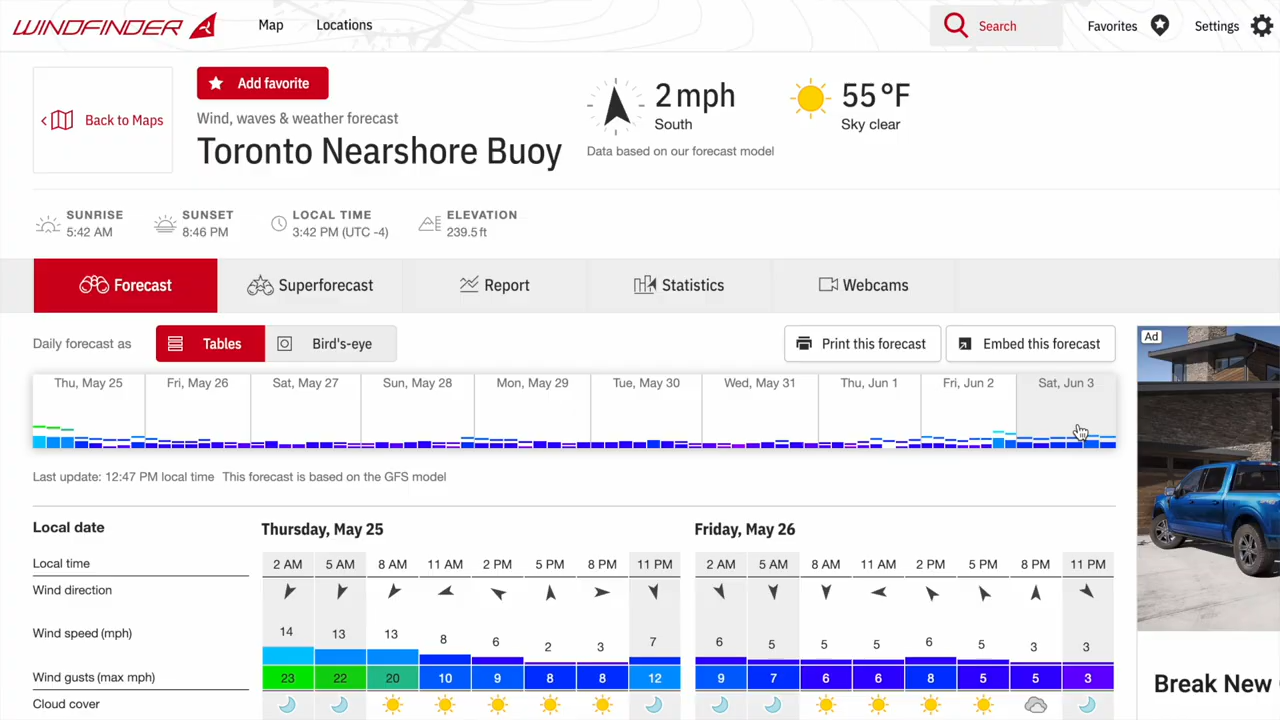 WINDFINDER
Map
Locations
Search
Favorites
Settings
< Back to Maps
Add favorite
Wind, waves & weather forecast
Toronto Nearshore Buoy
2 mph
South
Data based on our forecast model
55 °F
Sky clear
SUNRISE
5:42 AM
SUNSET
8:46 PM
LOCAL TIME
3:42 PM (UTC -4)
ELEVATION
239.5 ft
Forecast
Superforecast
Report
Statistics
Webcams
Daily forecast as
Tables
Bird's-eye
Print this forecast
Embed this forecast
Ad
Thu, May 25
Fri, May 26
Sat, May 27
Sun, May 28
Mon, May 29
Tue, May 30
Wed, May 31
Thu, Jun 1
Fri, Jun 2
Sat, Jun 3
Last update: 12:47 PM local time This forecast is based on the GFS model
Local date
Thursday, May 25
Friday, May 26
Local time
2 AM 5 AM 8 AM 11 AM 2 PM 5 PM 8 PM 11 PM 2 AM 5 AM 8 AM 11 AM 2 PM 5 PM 8 PM 11 PM
Wind direction
Wind speed (mph)
14 13 13 8 6 2 3 7 6 5 5 5 6 5 3 3
Wind gusts (max mph)
23 22 20 10 9 8 8 12 9 7 6 6 8 5 5 3
Cloud cover
Break New